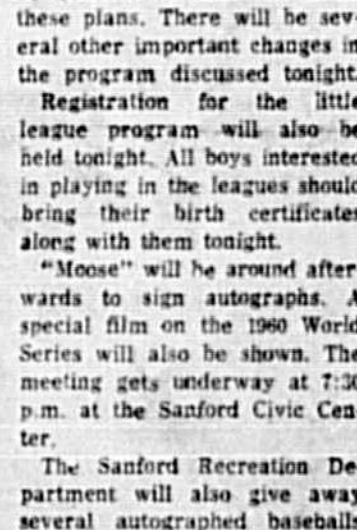 these plans. There will be sev-
eral other important changes in
the program discussed tonight.
Registration for the little
league program will also be
held tonight. All boys interested
in playing in the leagues should
bring their birth certificates
along with them tonight.
"Moose" will be around after-
wards to sign autographs. A
special film on the 1960 World
Series will also be shown. The
meeting gets underway at 7:30
p.m. at the Sanford Civic Cen-
ter.
The Sanford Recreation De-
partment will also give away
several autographed baseballs